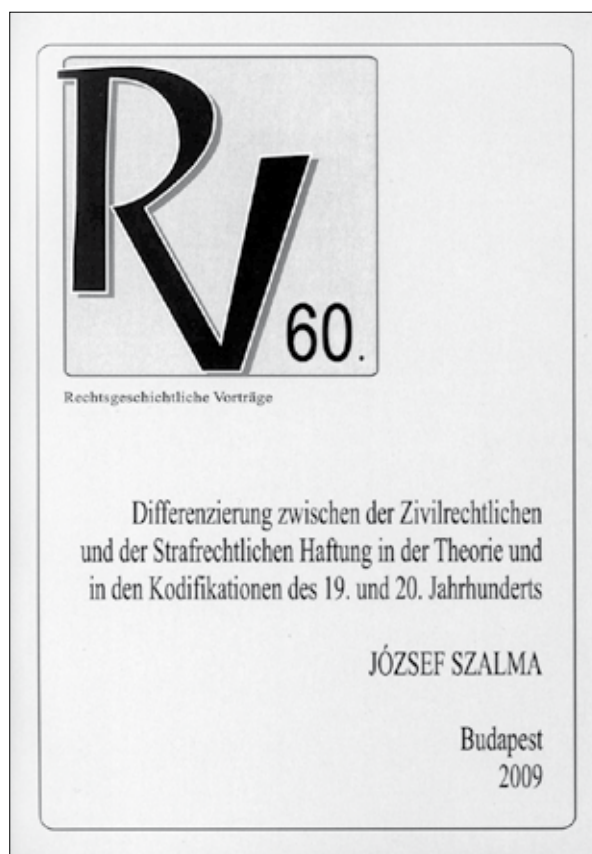 RV 60.
Rechtsgeschichtliche Vorträge
Differenzierung zwischen der Zivilrechtlichen
und der Strafrechtlichen Haftung in der Theorie und
in den Kodifikationen des 19. und 20. Jahrhunderts
JÓZSEF SZALMA
Budapest
2009